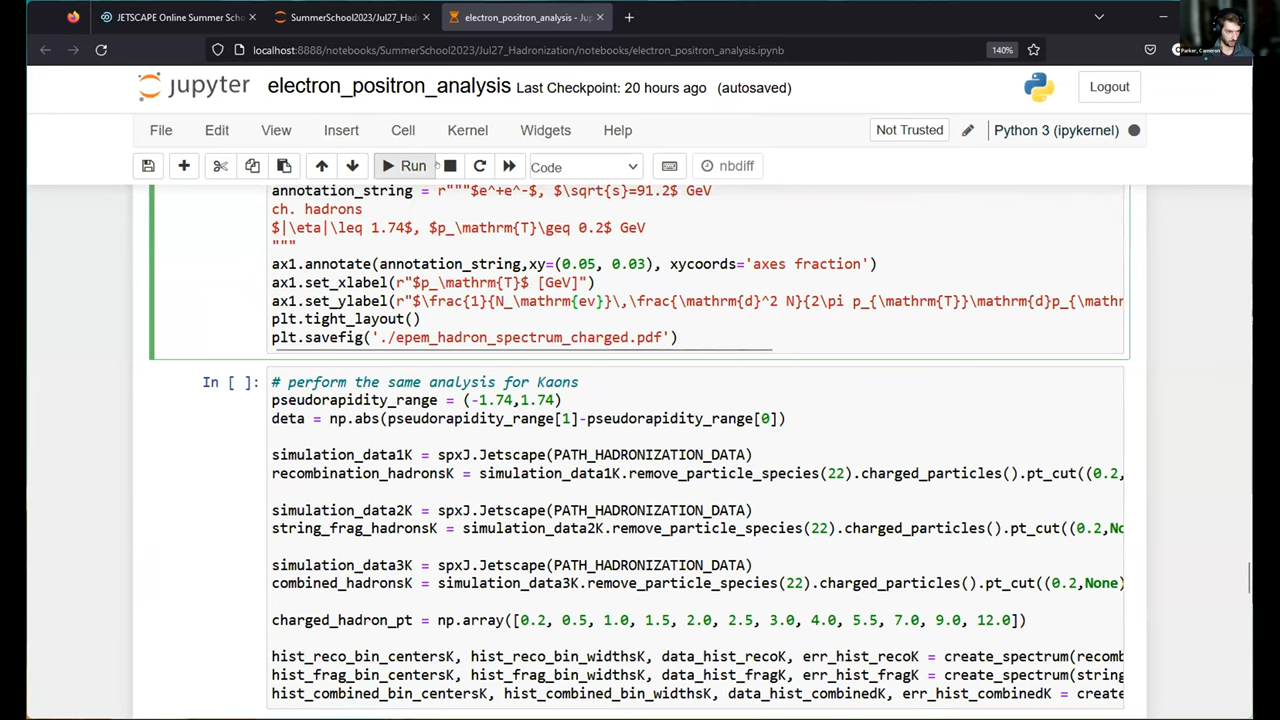 JETSCAPE Online Summer Scho
SummerSchool2023/Jul27_Had
electron_positron_analysis - Jup
localhost:8888/notebooks/SummerSchool2023/Jul27_Hadronization/notebooks/electron_positron_analysis.ipynb
140%
Parker, Cameron
jupyter electron_positron_analysis Last Checkpoint: 20 hours ago (autosaved)
Logout
File Edit View Insert Cell Kernel Widgets Help
Not Trusted
Python 3 (ipykernel)
Run
Code
nbdiff
annotation_string = r"""$e^+e^-$, $\sqrt{s}=91.2$ GeV
ch. hadrons
$|\eta|\leq 1.74$, $p_\mathrm{T}\geq 0.2$ GeV
"""
ax1.annotate(annotation_string,xy=(0.05, 0.03), xycoords='axes fraction')
ax1.set_xlabel(r"$p_\mathrm{T}$ [GeV]")
ax1.set_ylabel(r"$\frac{1}{N_\mathrm{ev}}\,\frac{\mathrm{d}^2 N}{2\pi p_{\mathrm{T}}\mathrm{d}p_{\mathr
plt.tight_layout()
plt.savefig('./epem_hadron_spectrum_charged.pdf')
In [ ]:
# perform the same analysis for Kaons
pseudorapidity_range = (-1.74,1.74)
deta = np.abs(pseudorapidity_range[1]-pseudorapidity_range[0])
simulation_data1K = spxJ.Jetscape(PATH_HADRONIZATION_DATA)
recombination_hadronsK = simulation_data1K.remove_particle_species(22).charged_particles().pt_cut((0.2,
simulation_data2K = spxJ.Jetscape(PATH_HADRONIZATION_DATA)
string_frag_hadronsK = simulation_data2K.remove_particle_species(22).charged_particles().pt_cut((0.2,No
simulation_data3K = spxJ.Jetscape(PATH_HADRONIZATION_DATA)
combined_hadronsK = simulation_data3K.remove_particle_species(22).charged_particles().pt_cut((0.2,None)
charged_hadron_pt = np.array([0.2, 0.5, 1.0, 1.5, 2.0, 2.5, 3.0, 4.0, 5.5, 7.0, 9.0, 12.0])
hist_reco_bin_centersK, hist_reco_bin_widthsK, data_hist_recoK, err_hist_recoK = create_spectrum(recomb
hist_frag_bin_centersK, hist_frag_bin_widthsK, data_hist_fragK, err_hist_fragK = create_spectrum(string
hist_combined_bin_centersK, hist_combined_bin_widthsK, data_hist_combinedK, err_hist_combinedK = create